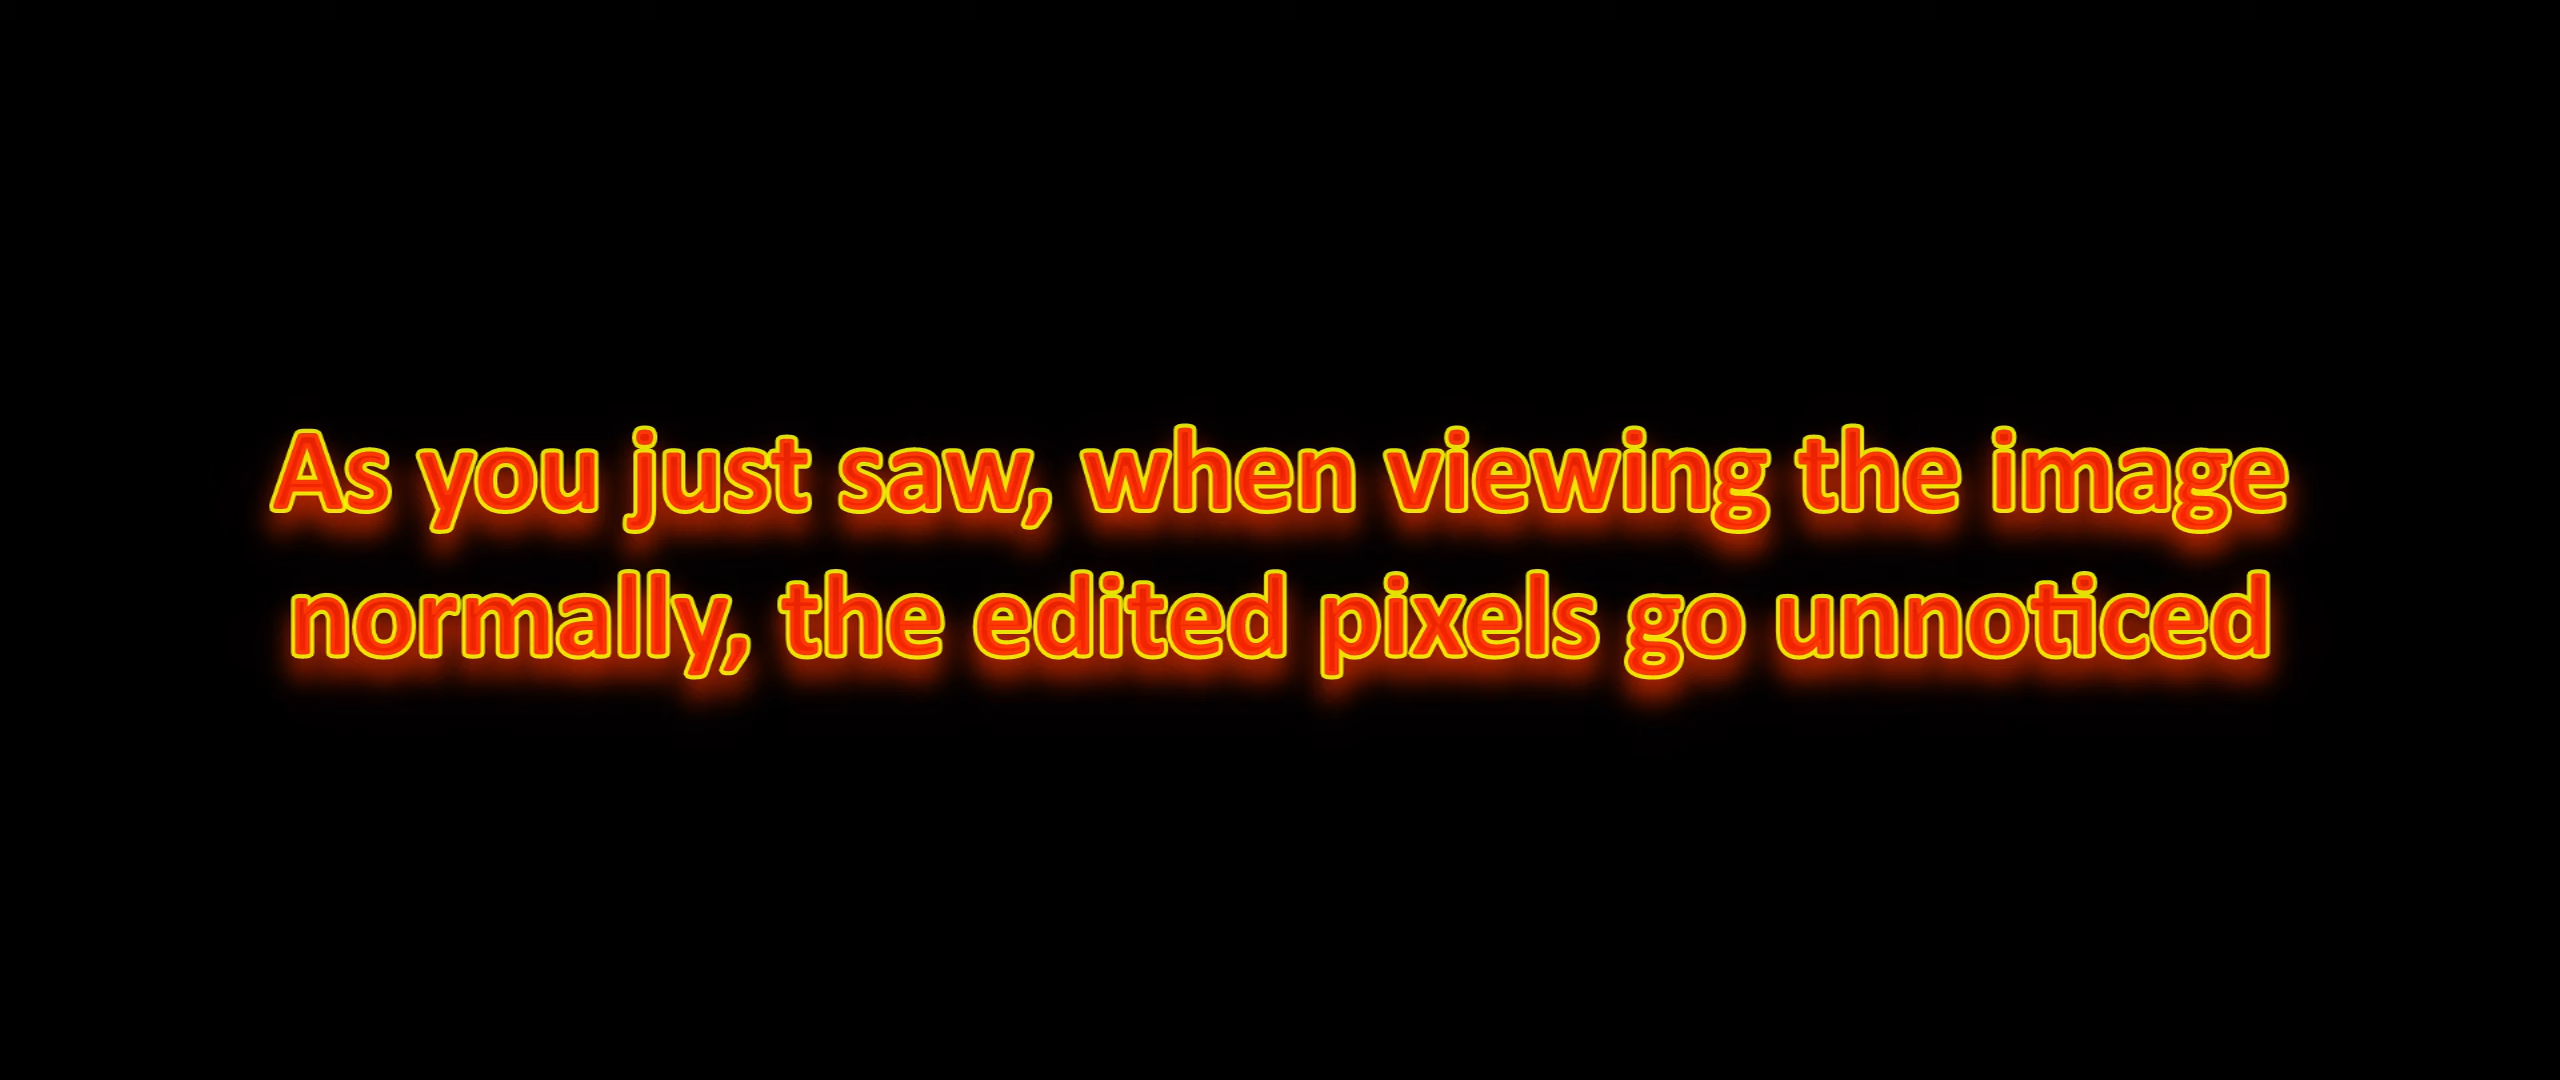 As you just saw, when viewing the image
normally, the edited pixels go unnoticed